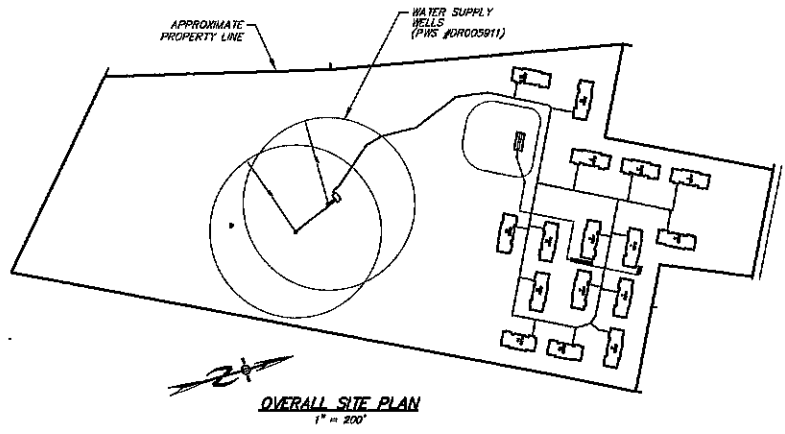 APPROXIMATE
PROPERTY LINE
WATER SUPPLY
WELLS
(PWS #OR005911)
N
OVERALL SITE PLAN
1" = 200'